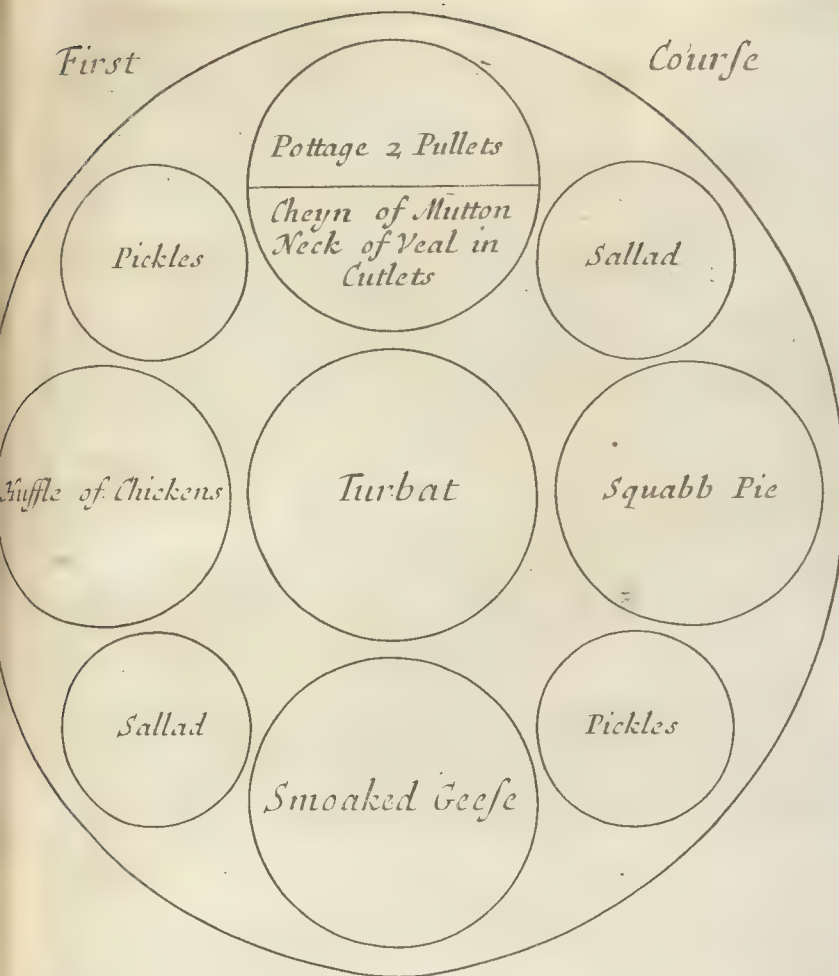 First
Courſe
Pottage 2 Pullets
Cheyn of Mutton
Neck of Veal in
Cutlets
Pickles
Sallad
of Chickens
Turbat
Squabb Pie
Sallad
Pickles
Smoaked Geeſe